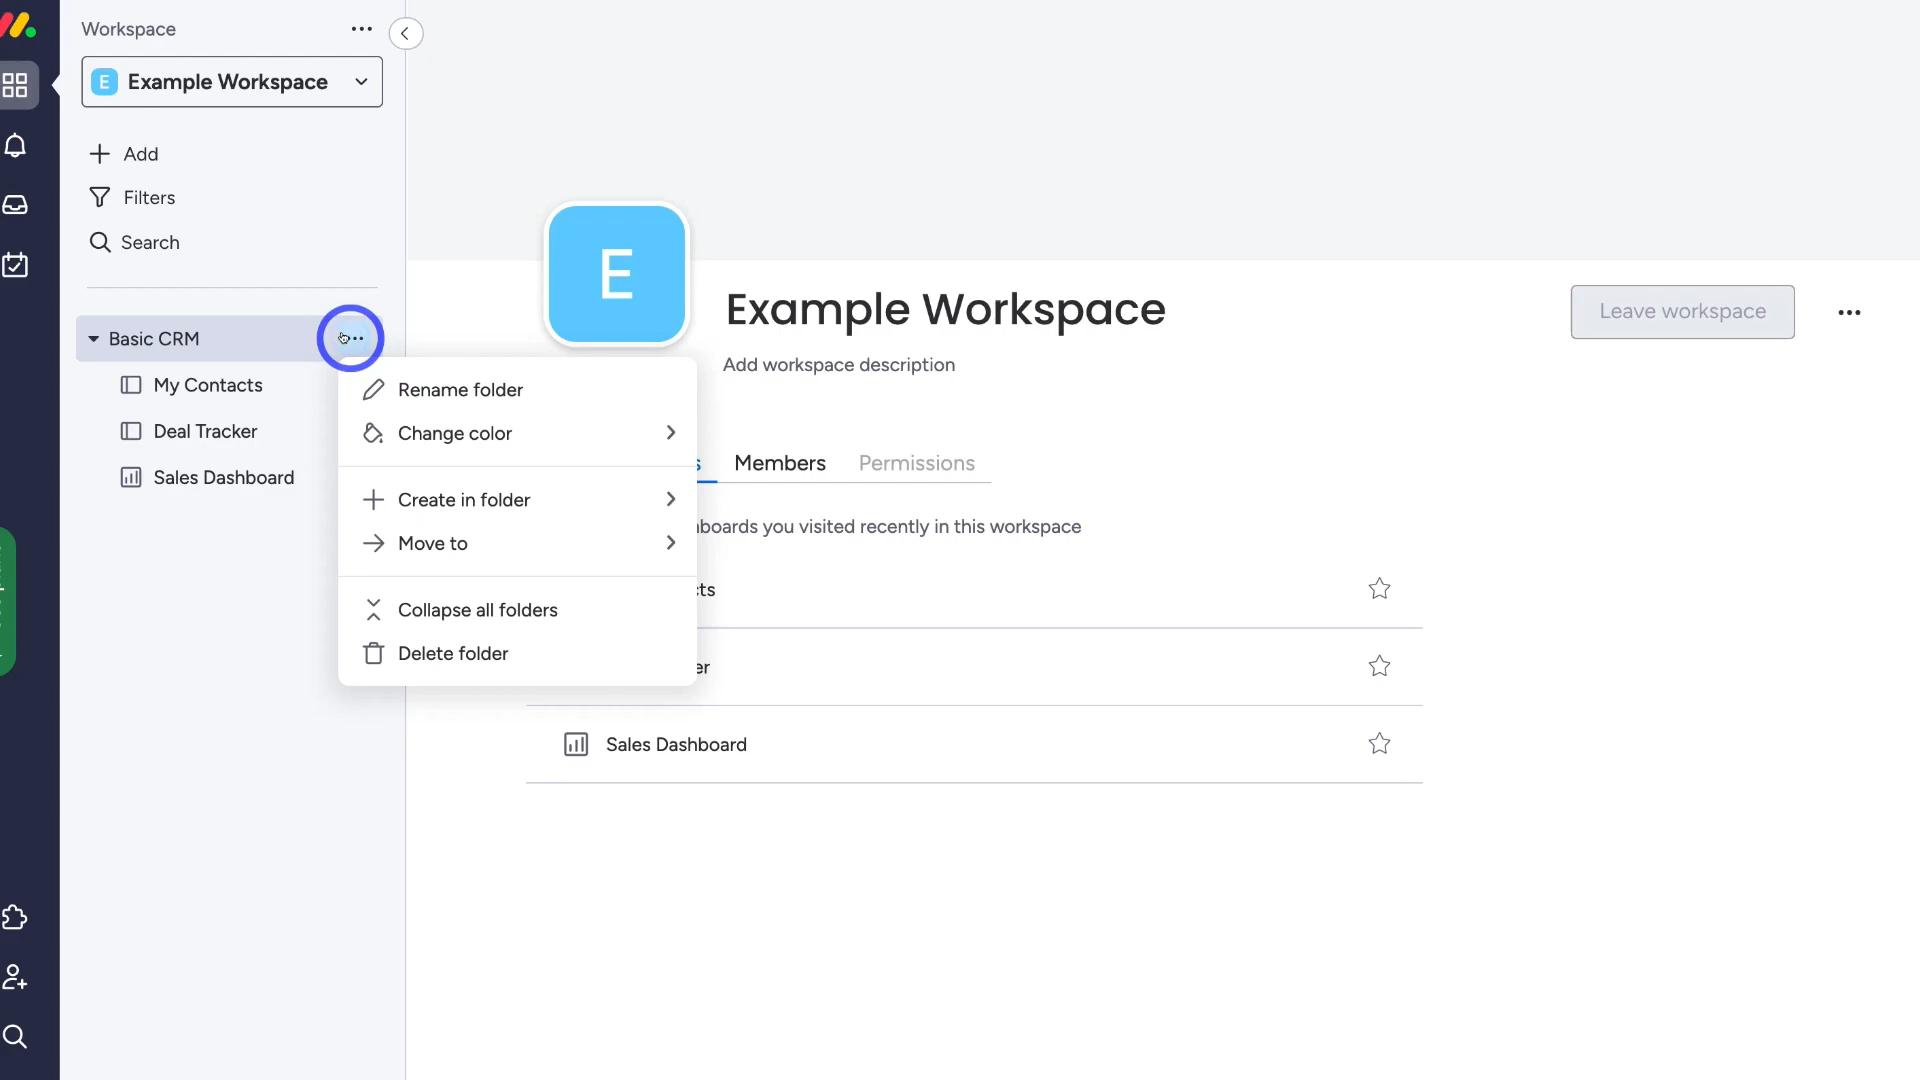 Workspace
E Example Workspace
Add
Filters
Search
Basic CRM
My Contacts
Deal Tracker
Sales Dashboard
Rename folder
Change color
Create in folder
Move to
Collapse all folders
Delete folder
E
Example Workspace
Leave workspace
Add workspace description
s Members Permissions
boards you visited recently in this workspace
ts
er
Sales Dashboard